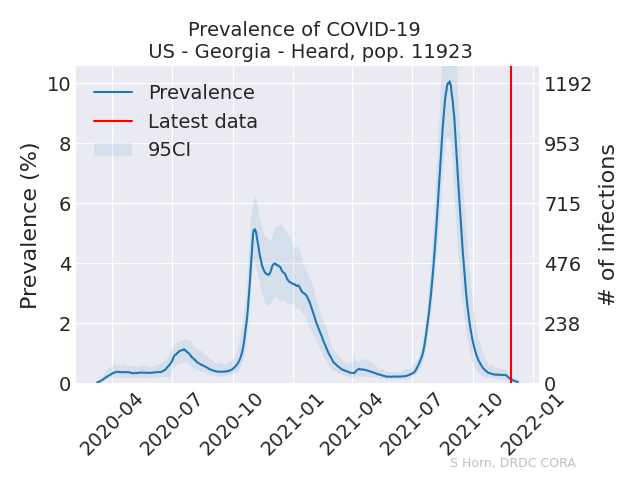 Prevalence of COVID-19
US - Georgia - Heard, pop. 11923
Prevalence
Latest data
95CI
Prevalence (%)
10
8
6
4
2
0
# of infections
1192
953
715
476
238
0
2020-04
2020-07
2020-10
2021-01
2021-04
2021-07
2021-10
2022-01
S Horn, DRDC CORA